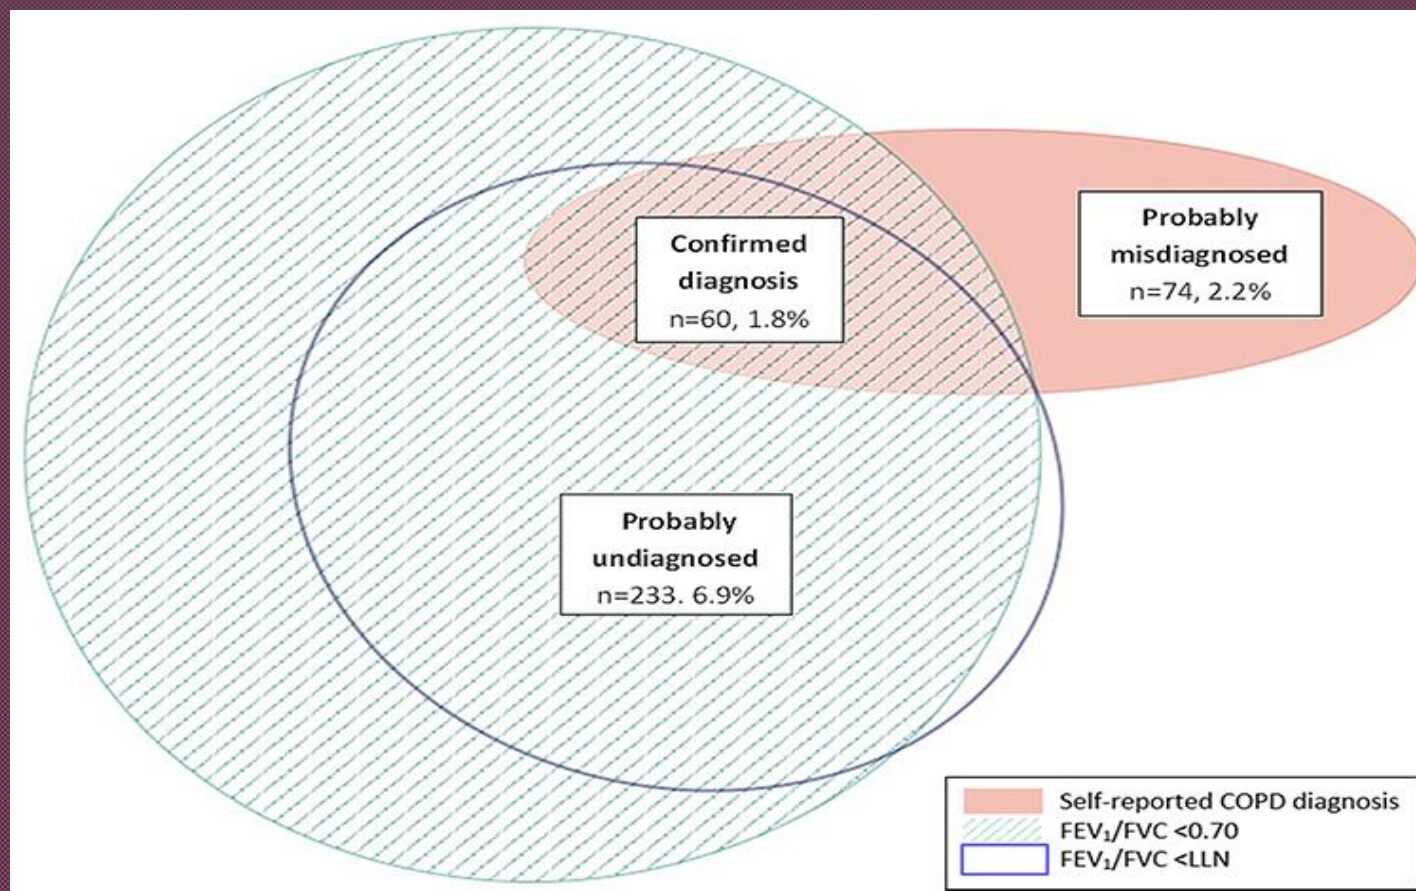 Confirmed
diagnosis
n=60, 1.8%
Probably
misdiagnosed
n=74, 2.2%
Probably
undiagnosed
n=233. 6.9%
Self-reported COPD diagnosis
FEV₁/FVC <0.70
FEV₁/FVC <LLN